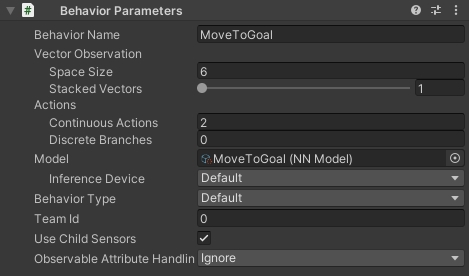 Behavior Parameters
Behavior Name MoveToGoal
Vector Observation
Space Size 6
Stacked Vectors 1
Actions
Continuous Actions 2
Discrete Branches 0
Model MoveToGoal (NN Model)
Inference Device Default
Behavior Type Default
Team Id 0
Use Child Sensors
Observable Attribute Handlin Ignore